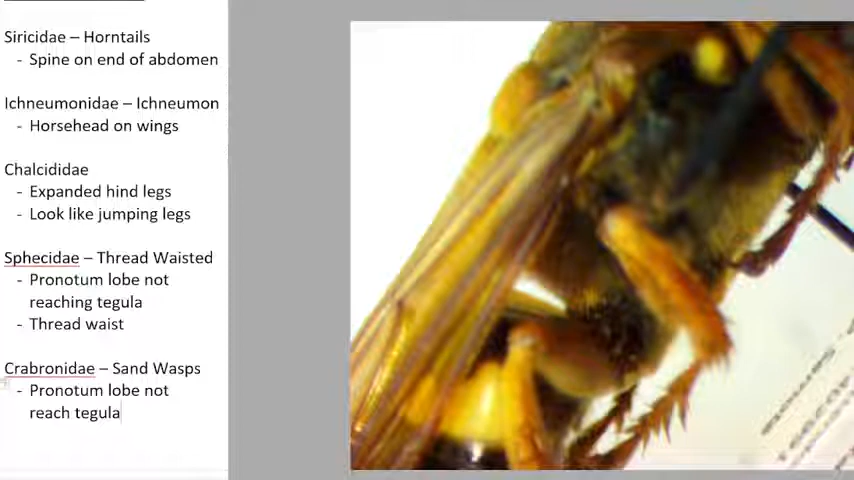 Siricidae – Horntails
- Spine on end of abdomen
Ichneumonidae – Ichneumon
- Horsehead on wings
Chalcididae
- Expanded hind legs
- Look like jumping legs
Sphecidae – Thread Waisted
- Pronotum lobe not
reaching tegula
- Thread waist
Crabronidae – Sand Wasps
- Pronotum lobe not
reach tegula